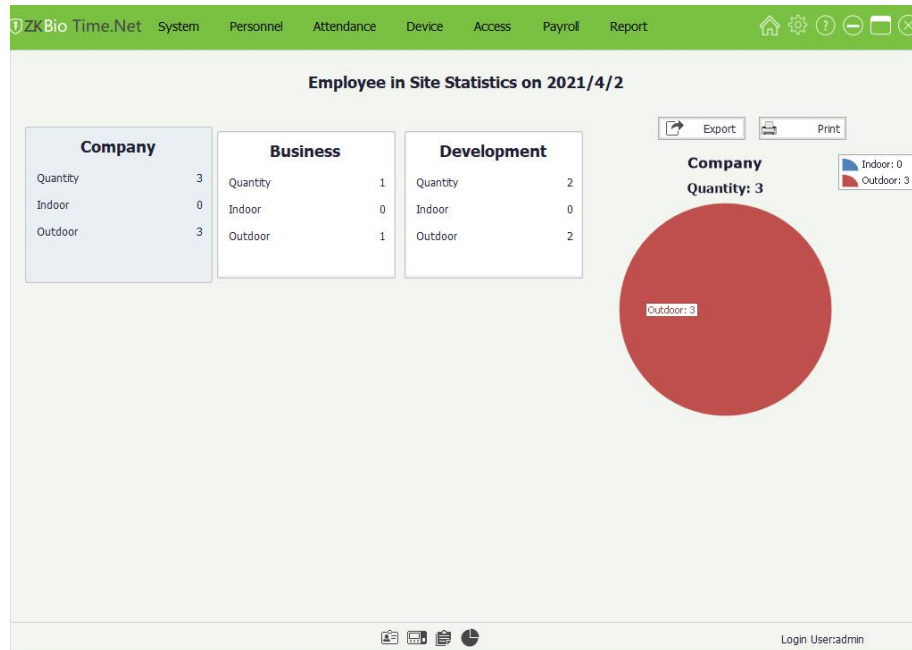 ZKBio Time.Net System Personnel Attendance Device Access Payroll Report
Employee in Site Statistics on 2021/4/2
Export Print
Company
Quantity 3
Indoor 0
Outdoor 3
Business
Quantity 1
Indoor 0
Outdoor 1
Development
Quantity 2
Indoor 0
Outdoor 2
Company
Quantity: 3
Indoor: 0
Outdoor: 3
Outdoor: 3
Login User:admin